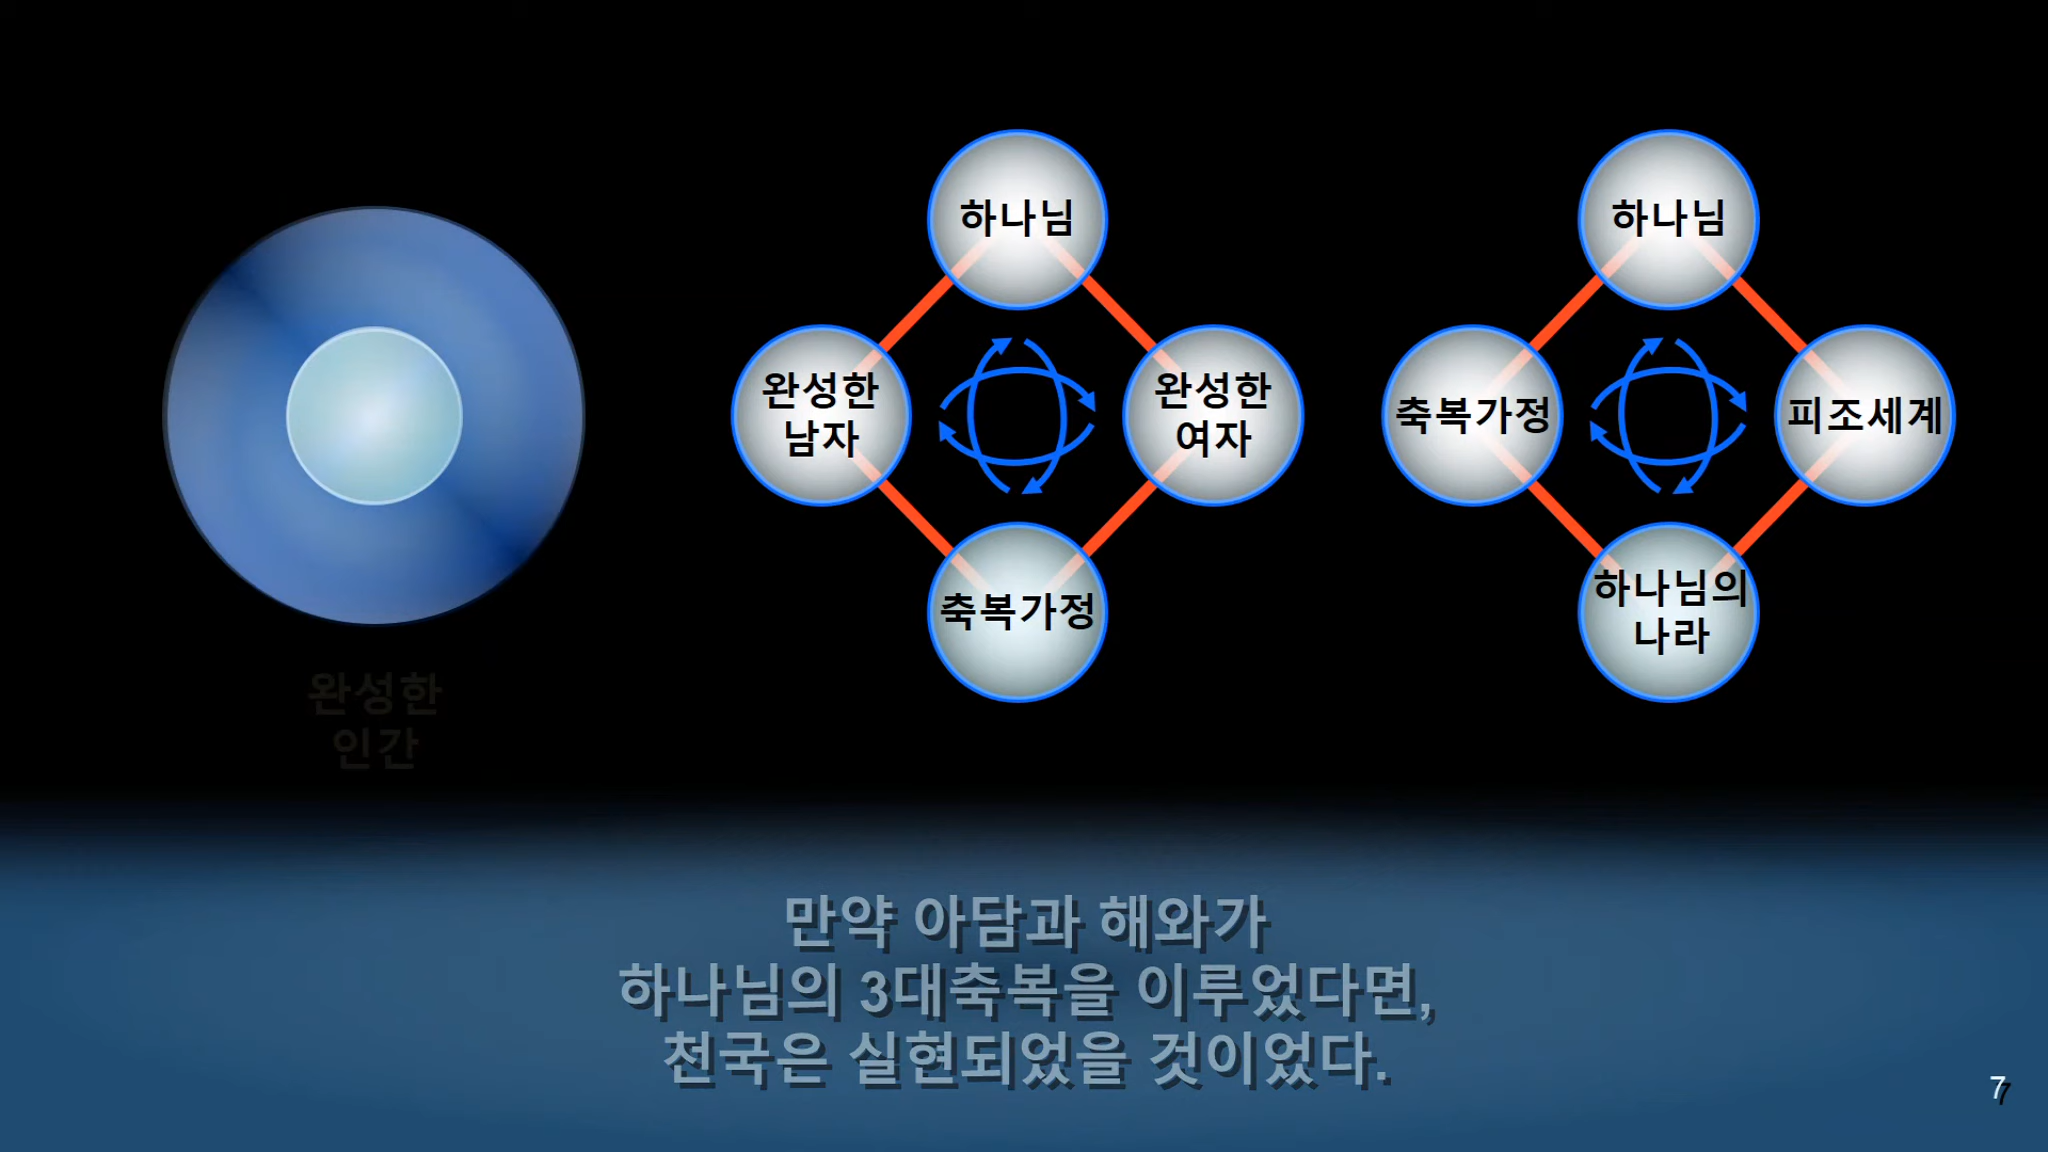 하나님
완성한
남자
완성한
여자
축복가정
하나님
축복가정
피조세계
하나님의
나라
완성한
인간
만약 아담과 해와가
하나님의 3대축복을 이루었다면,
천국은 실현되었을 것이었다.
7